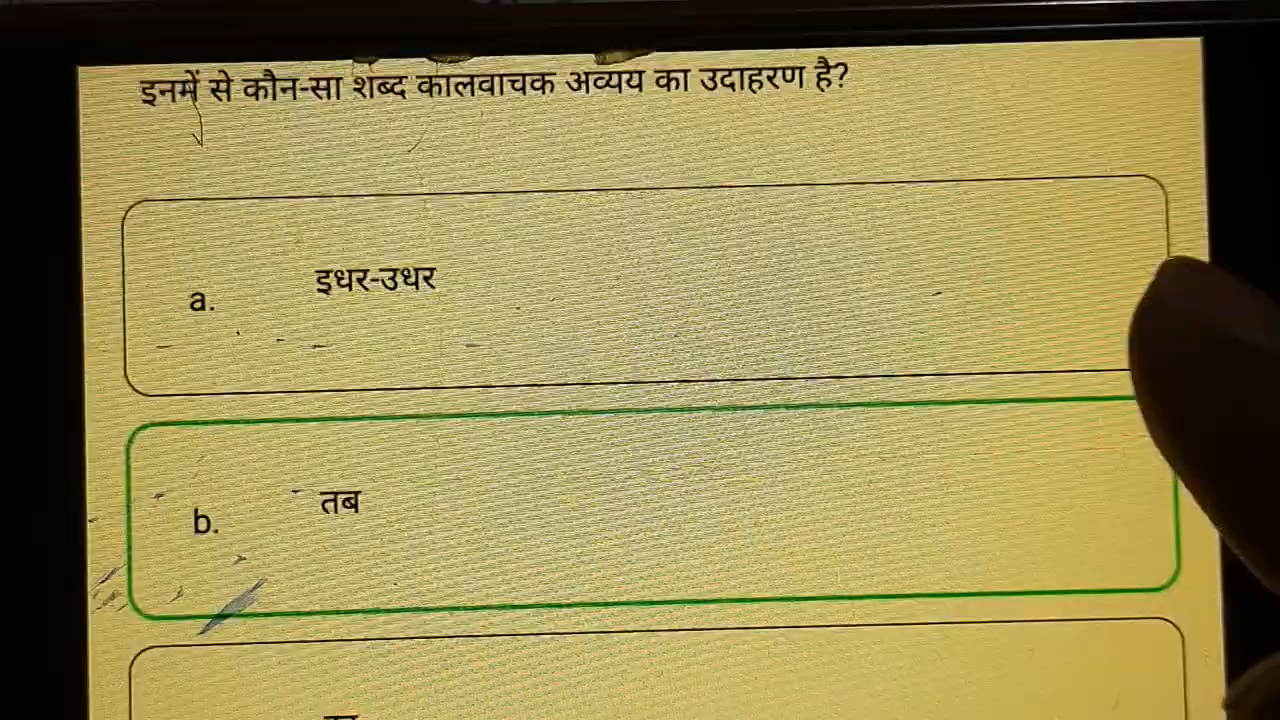 इनमें से कौन-सा शब्द कालवाचक अव्यय का उदाहरण है?
a. इधर-उधर
b. तब